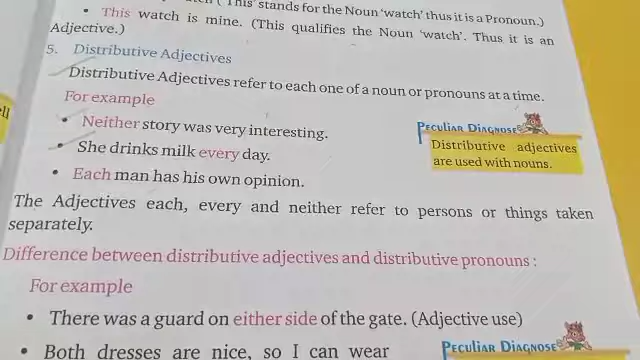 This stands for the Noun 'watch' thus it is a Pronoun.)
• This watch is mine. (This qualifies the Noun 'watch'. Thus it is an
Adjective.)
5. Distributive Adjectives
Distributive Adjectives refer to each one of a noun or pronouns at a time.
For example
• Neither story was very interesting.
• She drinks milk every day.
• Each man has his own opinion.
PECULIAR DIAGNOSE
Distributive adjectives
are used with nouns.
The Adjectives each, every and neither refer to persons or things taken
separately.
Difference between distributive adjectives and distributive pronouns :
For example
• There was a guard on either side of the gate. (Adjective use)
• Both dresses are nice, so I can wear
PECULIAR DIAGNOSE